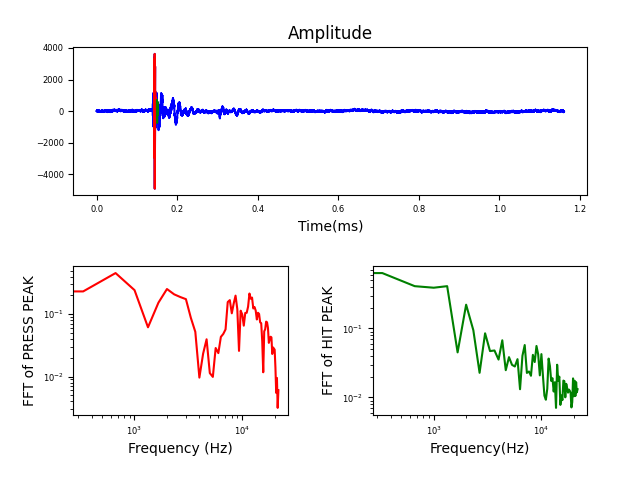 Amplitude
4000
2000
0
−2000
−4000
0.0 0.2 0.4 0.6 0.8 1.0 1.2
Time(ms)
FFT of PRESS PEAK
10⁻¹
10⁻²
10³ 10⁴
Frequency (Hz)
FFT of HIT PEAK
10⁻¹
10⁻²
10³ 10⁴
Frequency(Hz)